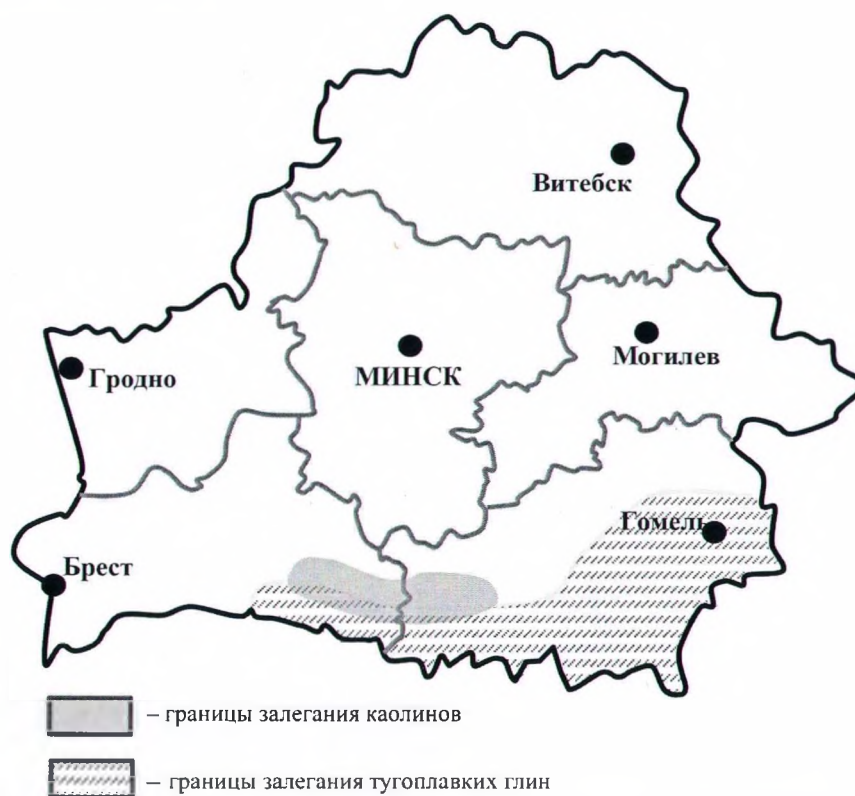 Витебск
Могилев
МИНСК
Гродно
Гомель
Брест
– границы залегания каолинов
– границы залегания тугоплавких глин